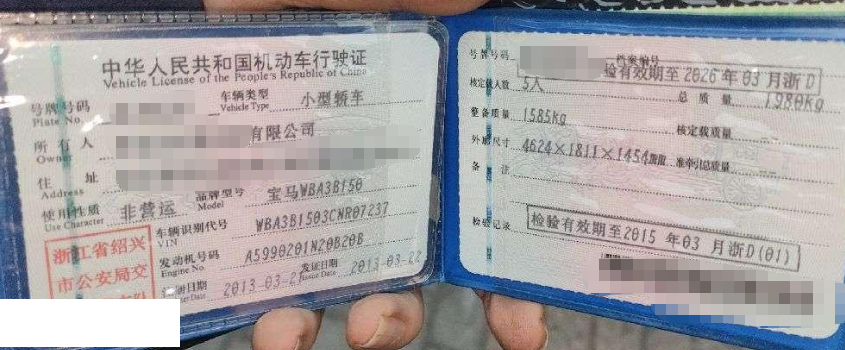 中华人民共和国机动车行驶证
Vehicle License of the People's Republic of China
号牌号码
Plate No.
车辆类型
Vehicle Type
小型轿车
所有人
Owner
有限公司
住址
Address
使用性质
Use Character
非营运
品牌型号
Model
宝马WBA3B150
车辆识别代号
VIN
WBA3B1503CNR07237
发动机号码
Engine No.
A5990201N20B20B
浙江省绍兴
市公安局交
日期
2013-03-2
发证日期
Issue Date
2013-03-22
号牌号码
档案编号
核定载人数
5人
验有效期至2026年03月浙D
总质量
1980Kg
整备质量
1585Kg
核定载质量
外廓尺寸
4624×1811×1454
准牵引总质量
备注
检验记录
检验有效期至2015年03月浙D(01)